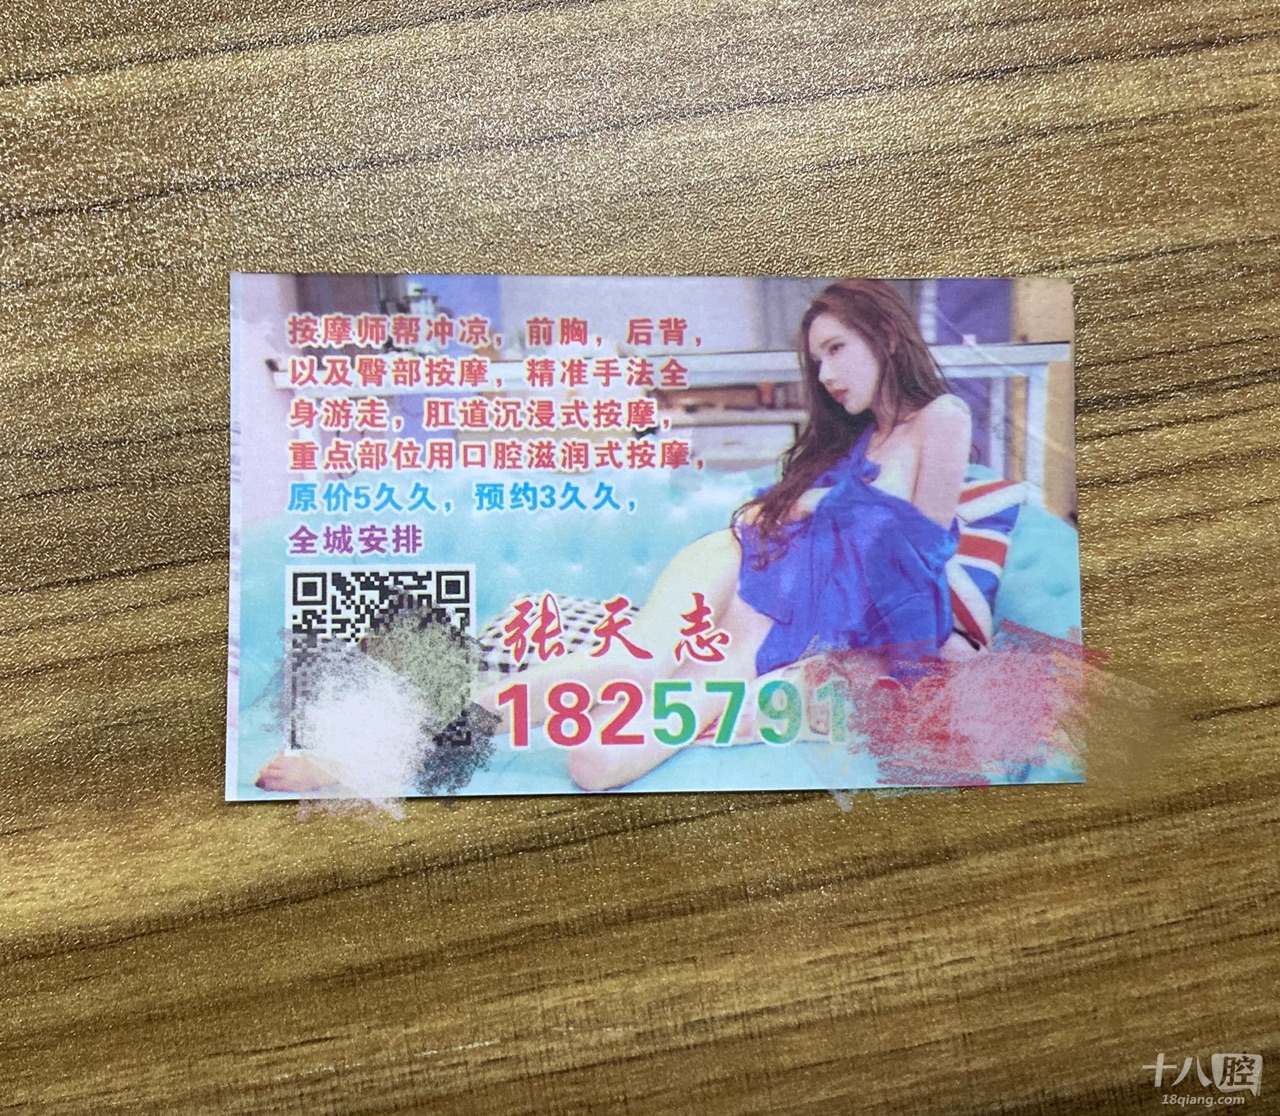 按摩师帮冲凉，前胸，后背，
以及臀部按摩，精准手法全
身游走，肛道沉浸式按摩，
重点部位用口腔滋润式按摩，
原价5久久，预约3久久，
全城安排
张天志
1825791
十八腔
18qiang.com